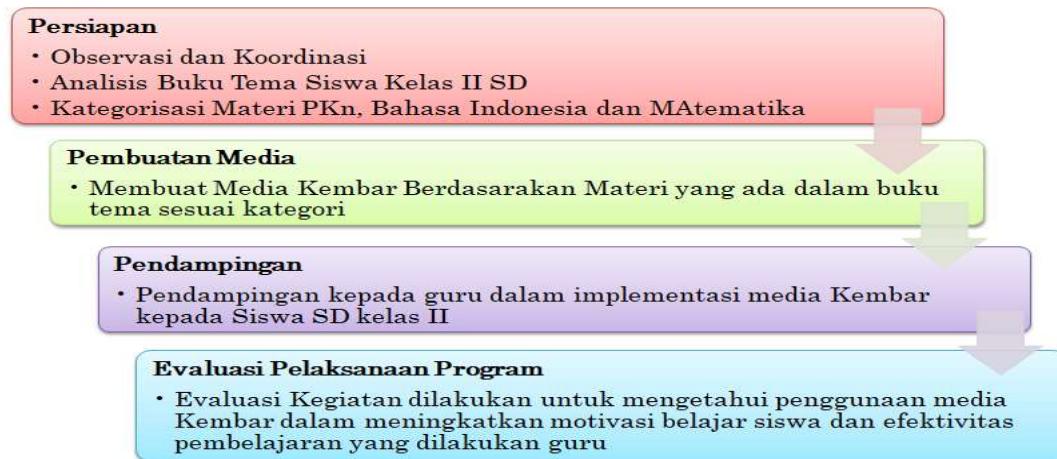 Persiapan
• Observasi dan Koordinasi
• Analisis Buku Tema Siswa Kelas II SD
• Kategorisasi Materi PKn, Bahasa Indonesia dan MAtematika
Pembuatan Media
• Membuat Media Kembar Berdasarakan Materi yang ada dalam buku
tema sesuai kategori
Pendampingan
• Pendampingan kepada guru dalam implementasi media Kembar
kepada Siswa SD kelas II
Evaluasi Pelaksanaan Program
• Evaluasi Kegiatan dilakukan untuk mengetahui penggunaan media
Kembar dalam meningkatkan motivasi belajar siswa dan efektivitas
pembelajaran yang dilakukan guru